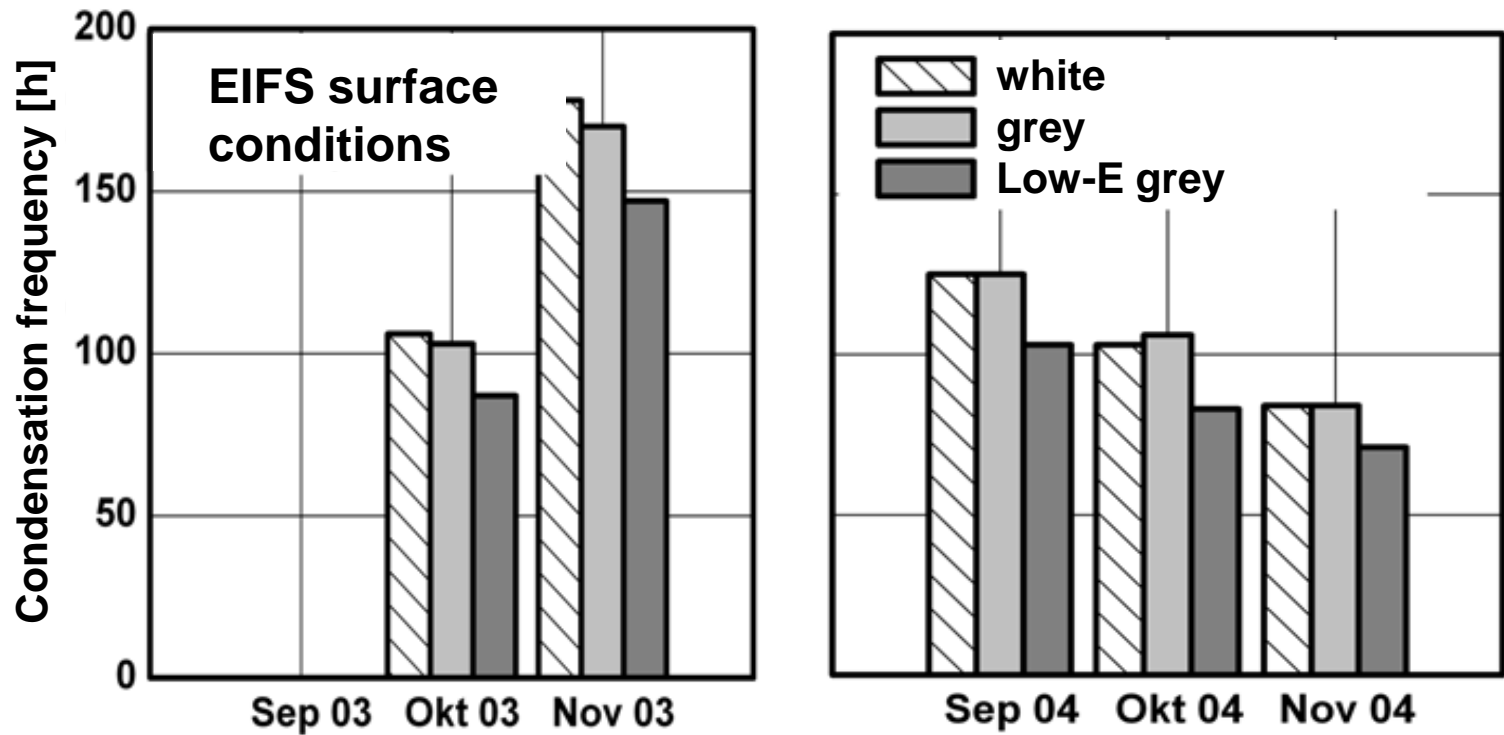 Condensation frequency [h]
200
150
100
50
0
EIFS surface
conditions
Sep 03 Okt 03 Nov 03
white
grey
Low-E grey
Sep 04 Okt 04 Nov 04